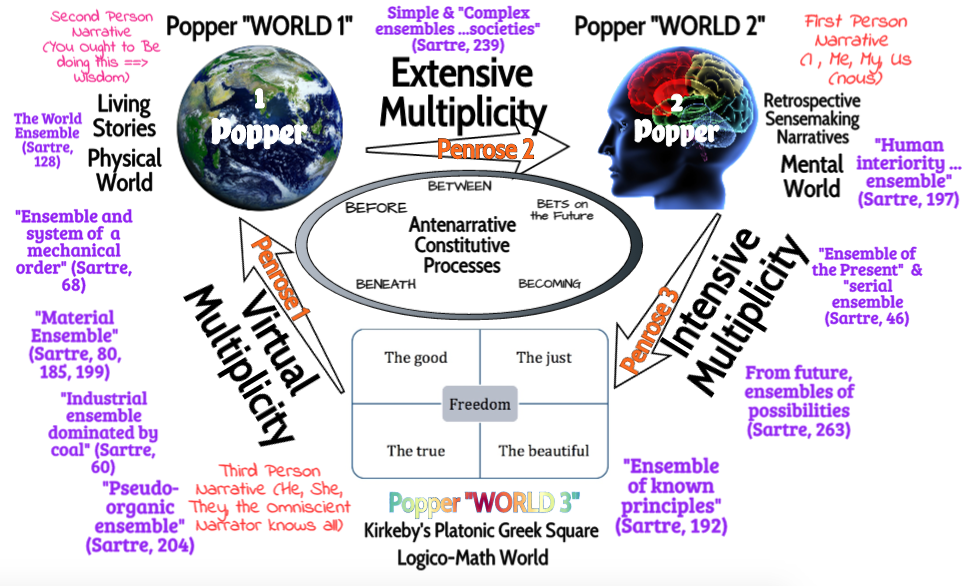 Second Person
Narrative
(You ought to Be
doing this ==>
Wisdom)
Popper "WORLD 1"
Simple & "Complex
ensembles ...societies"
(Sartre, 239)
Popper "WORLD 2"
First Person
Narrative
(I, Me, My, Us
(nous)
Extensive
Multiplicity
1
Popper
2
Popper
Penrose 2
The World
Ensemble
(Sartre,
128)
Living
Stories
Physical
World
Retrospective
Sensemaking
Narratives
Mental
World
"Human
interiority ...
ensemble"
(Sartre, 197)
BETWEEN
BEFORE
BETS on
the Future
Antenarrative
Constitutive
Processes
BENEATH
BECOMING
"Ensemble and
system of a
mechanical
order" (Sartre,
68)
Penrose 1
Virtual
Multiplicity
Penrose 3
Intensive
Multiplicity
"Ensemble of
the Present" &
"serial
ensemble
(Sartre, 46)
"Material
Ensemble"
(Sartre, 80,
185, 199)
The good
The just
Freedom
The true
The beautiful
From future,
ensembles of
possibilities
(Sartre, 263)
"Industrial
ensemble
dominated by
coal" (Sartre,
60)
"Pseudo-
organic
ensemble"
(Sartre, 204)
Third Person
Narrative (He, She,
They, the Omniscient
Narrator knows all)
Popper "WORLD 3"
Kirkeby's Platonic Greek Square
Logico-Math World
"Ensemble
of known
principles"
(Sartre, 192)